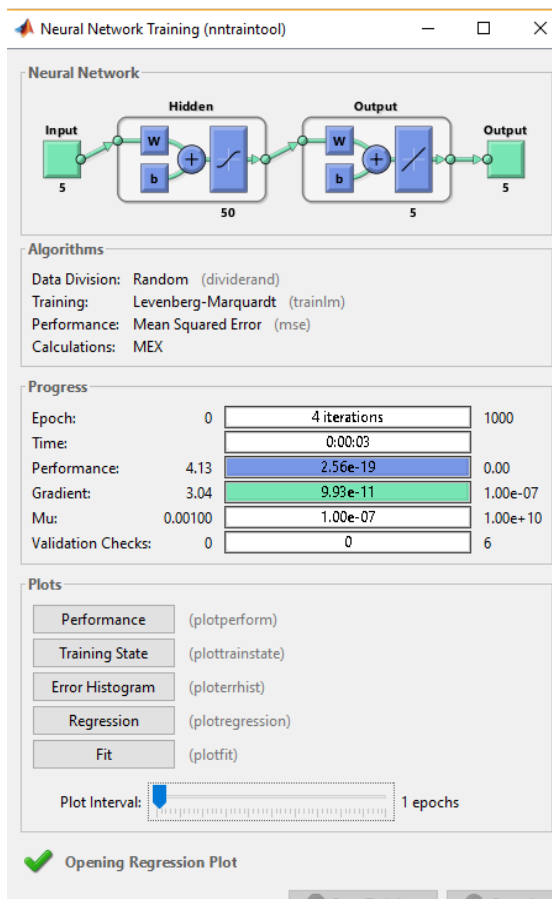 Neural Network Training (nntraintool)
Neural Network
Hidden Output
Input Output
W W
b b
5 50 5 5
Algorithms
Data Division: Random (dividerand)
Training: Levenberg-Marquardt (trainlm)
Performance: Mean Squared Error (mse)
Calculations: MEX
Progress
Epoch: 0 4 iterations 1000
Time: 0:00:03
Performance: 4.13 2.56e-19 0.00
Gradient: 3.04 9.93e-11 1.00e-07
Mu: 0.00100 1.00e-07 1.00e+10
Validation Checks: 0 0 6
Plots
Performance (plotperform)
Training State (plottrainstate)
Error Histogram (ploterrhist)
Regression (plotregression)
Fit (plotfit)
Plot Interval: 1 epochs
Opening Regression Plot